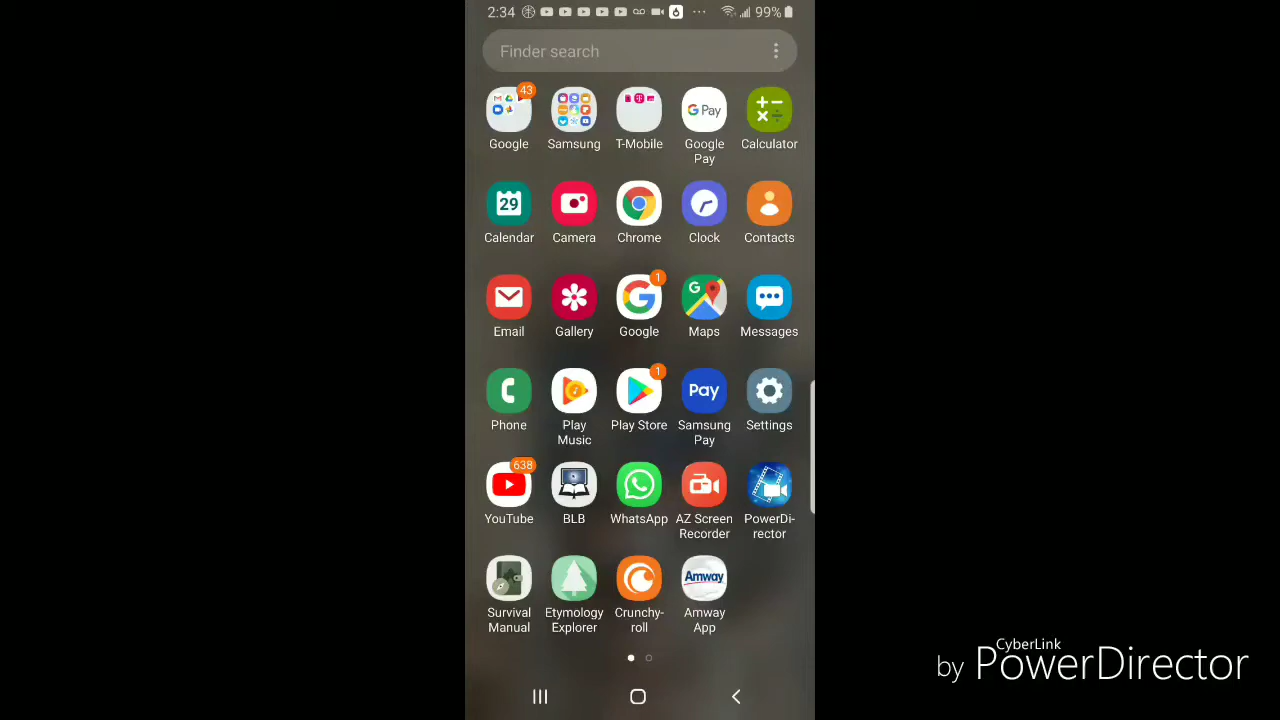 2:34 99%
Finder search
43
G Pay
Google Samsung T-Mobile Google Calculator
Pay
29
Calendar Camera Chrome Clock Contacts
1
G
Email Gallery Google Maps Messages
1
Pay
Phone Play Play Store Samsung Settings
Music Pay
638
YouTube BLB WhatsApp AZ Screen PowerDi-
Recorder rector
Amway
Survival Etymology Crunchy- Amway
Manual Explorer roll App
CyberLink
by PowerDirector